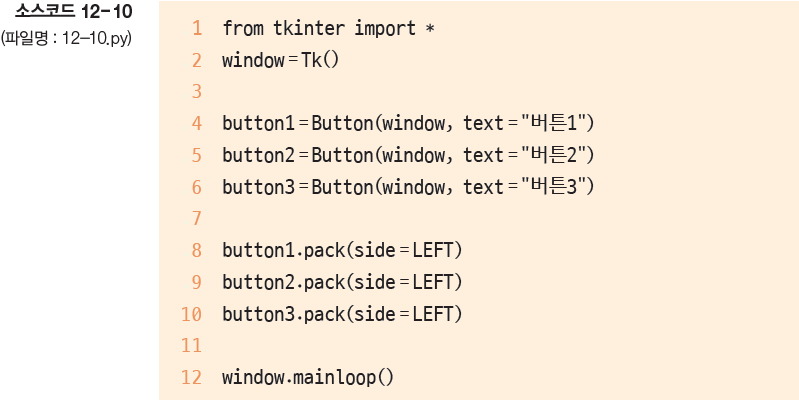 소스코드 12-10
(파일명 : 12-10.py)
1 from tkinter import *
2 window=Tk()
3
4 button1=Button(window, text="버튼1")
5 button2=Button(window, text="버튼2")
6 button3=Button(window, text="버튼3")
7
8 button1.pack(side=LEFT)
9 button2.pack(side=LEFT)
10 button3.pack(side=LEFT)
11
12 window.mainloop()